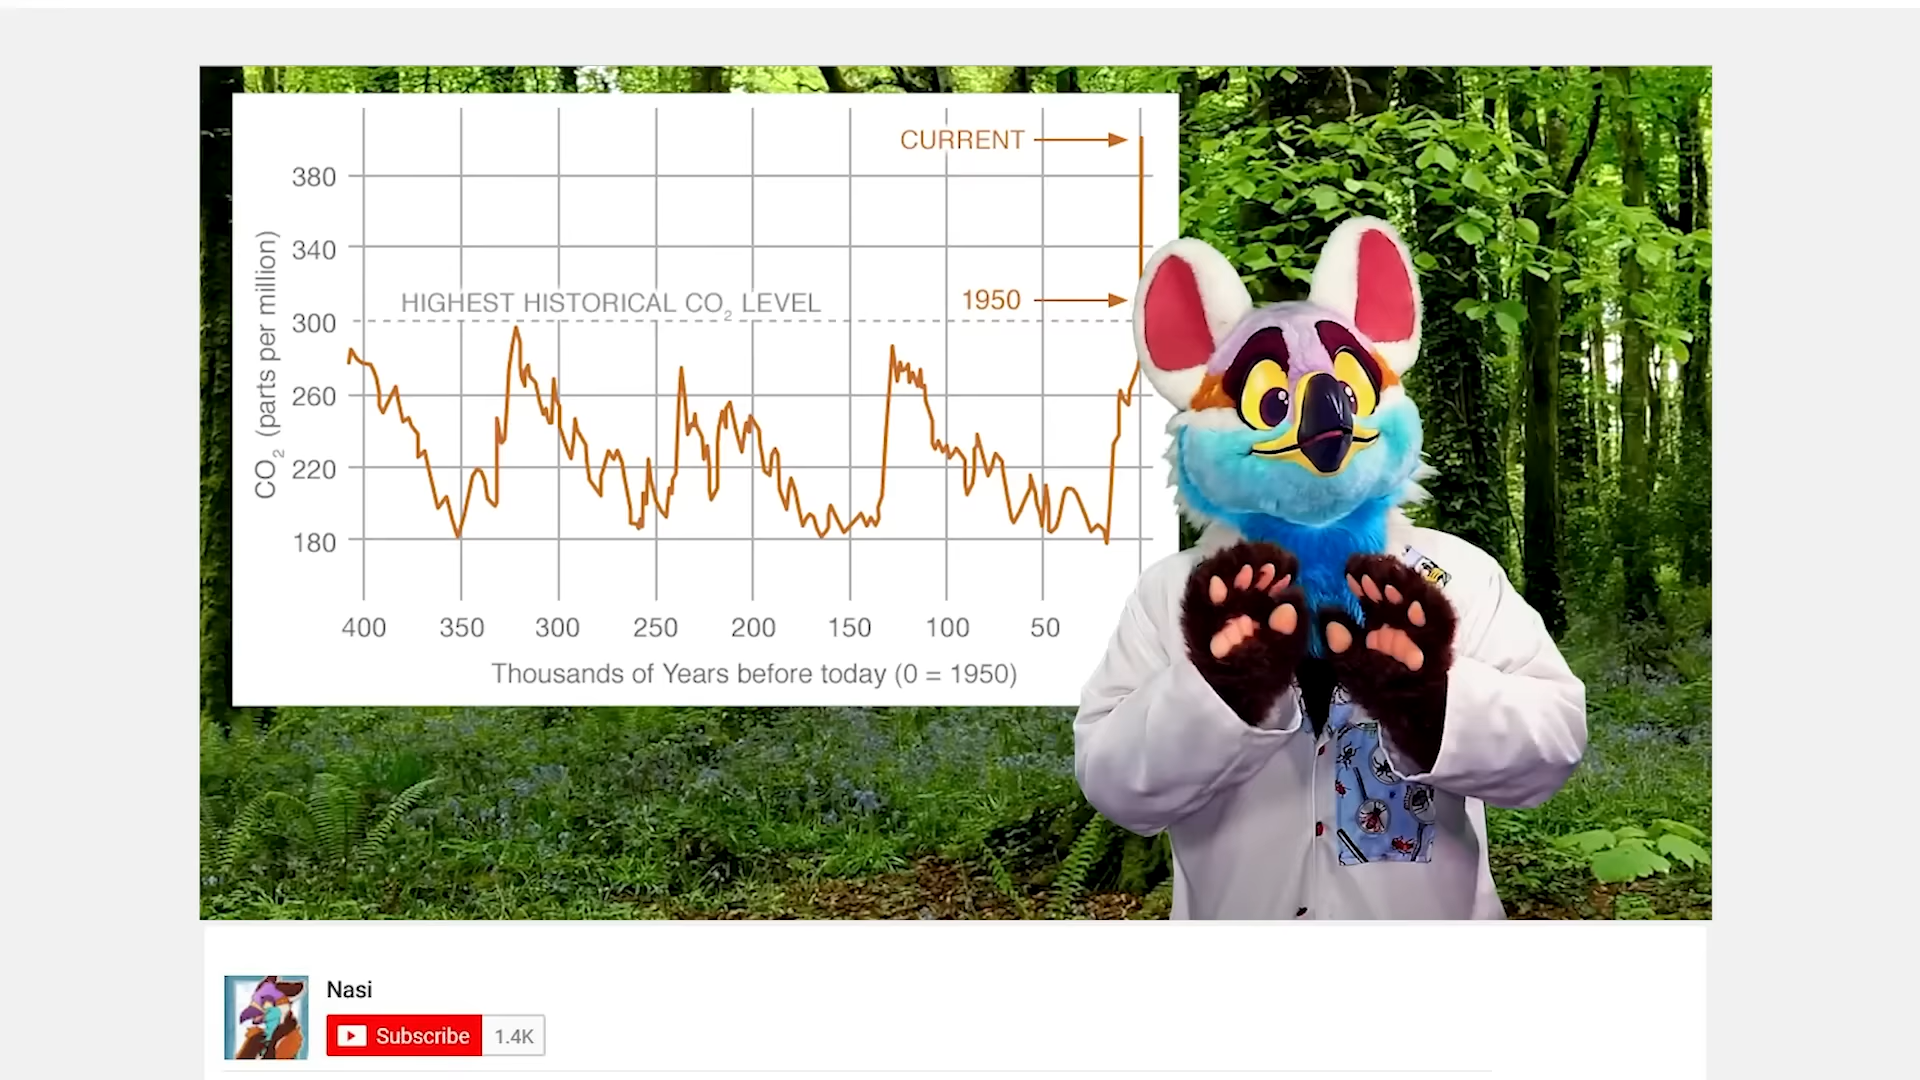 CURRENT
380
340
HIGHEST HISTORICAL CO₂ LEVEL
1950
300
260
220
180
CO₂ (parts per million)
400 350 300 250 200 150 100 50
Thousands of Years before today (0 = 1950)
Nasi
Subscribe 1.4K